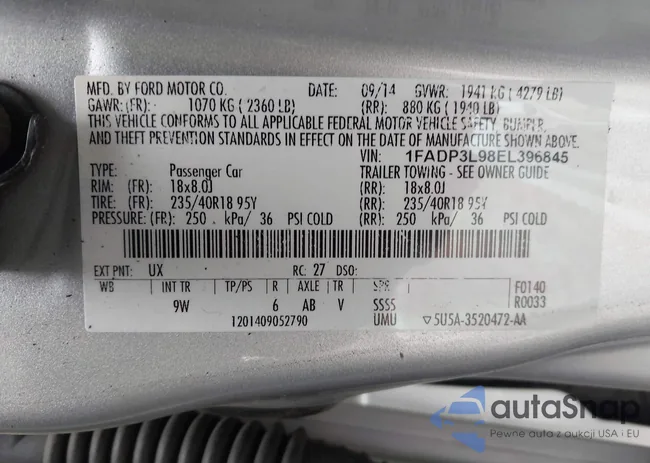 MFD. BY FORD MOTOR CO. DATE: 09/14 GVWR: 1941 KG (4279 LB)
GAWR: (FR): 1070 KG (2360 LB) (RR): 880 KG (1940 LB)
THIS VEHICLE CONFORMS TO ALL APPLICABLE FEDERAL MOTOR VEHICLE SAFETY, BUMPER,
AND THEFT PREVENTION STANDARDS IN EFFECT ON THE DATE OF MANUFACTURE SHOWN ABOVE.
VIN: 1FADP3L98EL396845
TYPE: Passenger Car TRAILER TOWING - SEE OWNER GUIDE
RIM: (FR): 18x8.0J (RR): 18x8.0J
TIRE: (FR): 235/40R18 95Y (RR): 235/40R18 95Y
PRESSURE: (FR): 250 kPa/ 36 PSI COLD (RR): 250 kPa/ 36 PSI COLD
EXT PNT: UX RC: 27 DSO:
WB INT TR TP/PS R AXLE TR SPR F0140
9W 6 AB V SSSS R0033
1201409052790 UMU ▽5U5A-3520472-AA
autoSnap
Pewne auto z aukcji USA i EU